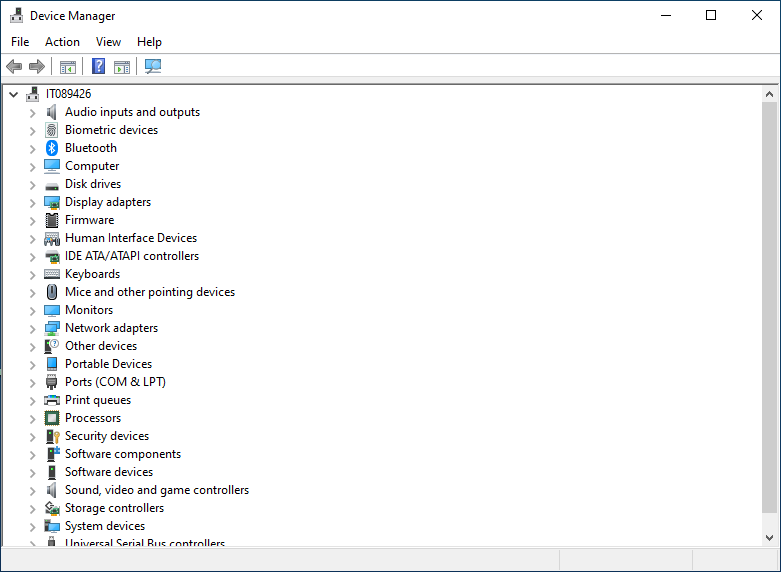 Device Manager
File Action View Help
IT089426
Audio inputs and outputs
Biometric devices
Bluetooth
Computer
Disk drives
Display adapters
Firmware
Human Interface Devices
IDE ATA/ATAPI controllers
Keyboards
Mice and other pointing devices
Monitors
Network adapters
Other devices
Portable Devices
Ports (COM & LPT)
Print queues
Processors
Security devices
Software components
Software devices
Sound, video and game controllers
Storage controllers
System devices
Universal Serial Bus controllers